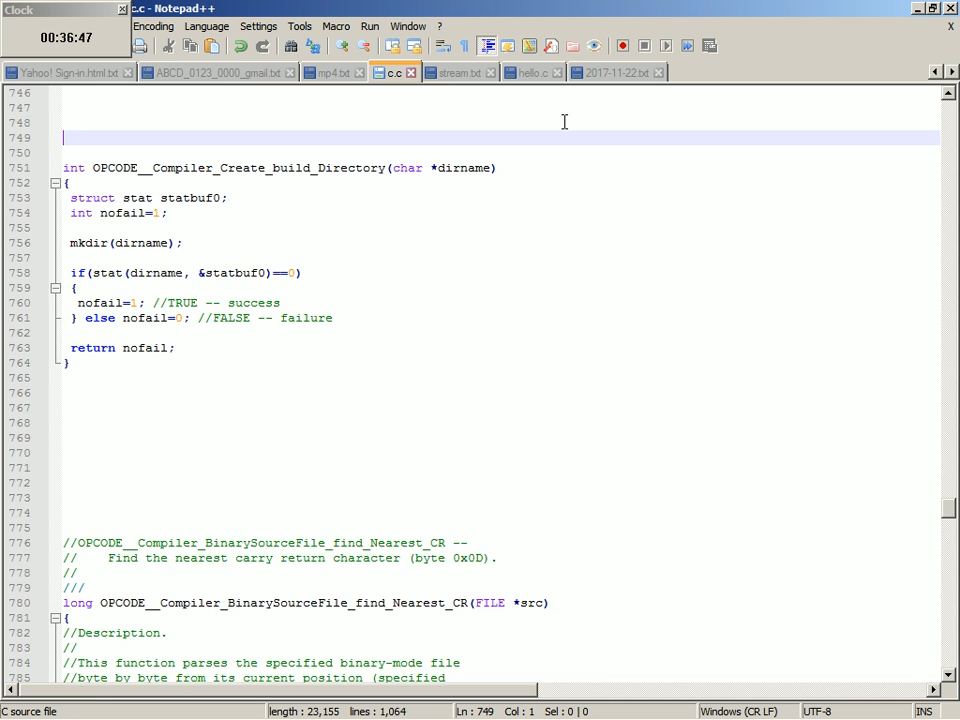 Clock
00:36:47
c.c - Notepad++
Encoding Language Settings Tools Macro Run Window ? X
Yahoo! Sign-in.html.txt ABCD_0123_0000_gmail.txt mp4.txt c.c stream.txt hello.c 2017-11-22.txt
746
747
748
749
750
751 int OPCODE__Compiler_Create_build_Directory(char *dirname)
752 {
753 struct stat statbuf0;
754 int nofail=1;
755
756 mkdir(dirname);
757
758 if(stat(dirname, &statbuf0)==0)
759 {
760 nofail=1; //TRUE -- success
761 } else nofail=0; //FALSE -- failure
762
763 return nofail;
764 }
765
766
767
768
769
770
771
772
773
774
775
776 //OPCODE__Compiler_BinarySourceFile_find_Nearest_CR --
777 // Find the nearest carry return character (byte 0x0D).
778 //
779 ///
780 long OPCODE__Compiler_BinarySourceFile_find_Nearest_CR(FILE *src)
781 {
782 //Description.
783 //
784 //This function parses the specified binary-mode file
785 //byte by byte from its current position (specified
C source file length : 23,155 lines : 1,064 Ln : 749 Col : 1 Sel : 0 | 0 Windows (CR LF) UTF-8 INS